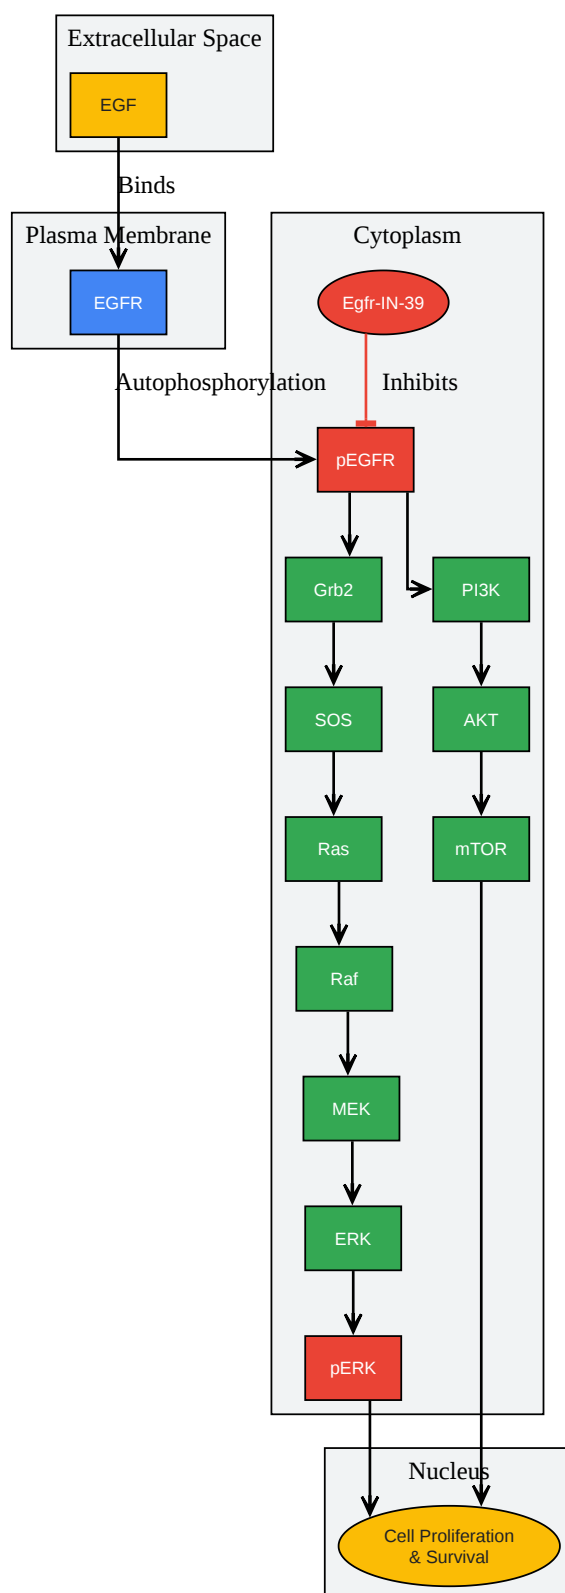 Extracellular Space
EGF
Binds
Plasma Membrane
EGFR
Autophosphorylation
Cytoplasm
Egfr-IN-39
Inhibits
pEGFR
Grb2
PI3K
SOS
AKT
Ras
mTOR
Raf
MEK
ERK
pERK
Nucleus
Cell Proliferation
& Survival